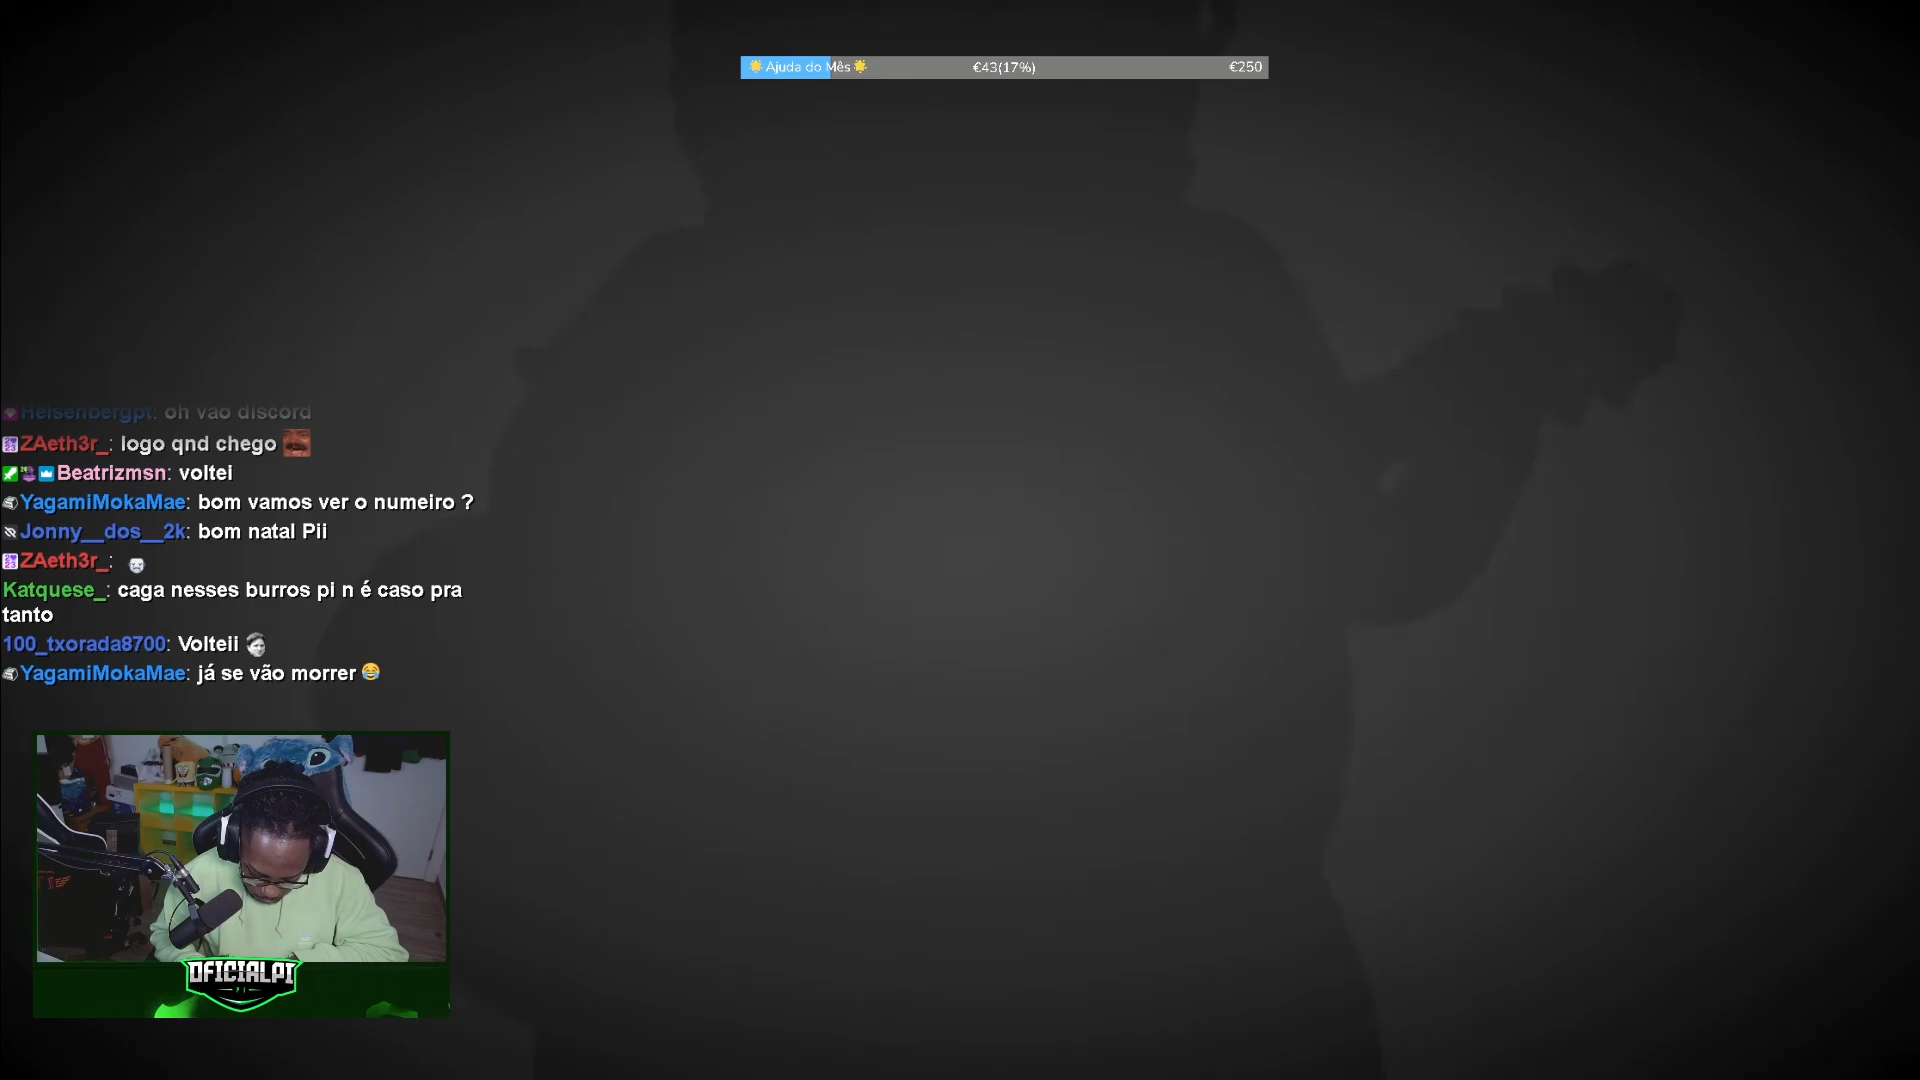 Ajuda do Mês €43(17%) €250
Heisenbergpt: oh vao discord
ZAeth3r_: logo qnd chego
Beatrizmsn: voltei
YagamiMokaMae: bom vamos ver o numeiro ?
Jonny__dos__2k: bom natal Pii
ZAeth3r_:
Katquese_: caga nesses burros pi n é caso pra
tanto
100_txorada8700: Volteii
YagamiMokaMae: já se vão morrer 😂
OFICIALPI